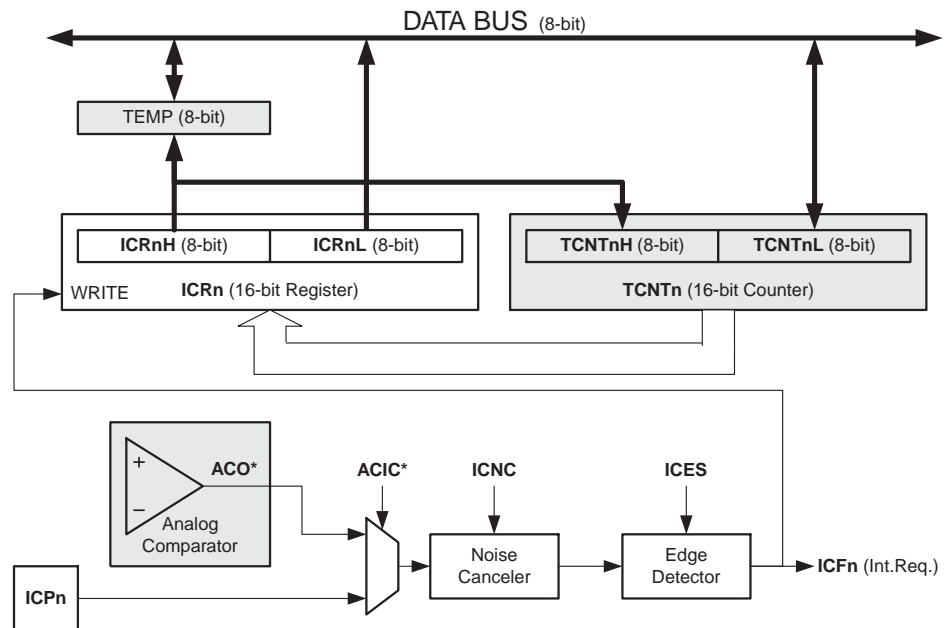 DATA BUS (8-bit)
TEMP (8-bit)
ICRnH (8-bit)
ICRnL (8-bit)
TCNTnH (8-bit)
TCNTnL (8-bit)
WRITE
ICRn (16-bit Register)
TCNTn (16-bit Counter)
+
−
ACO*
Analog
Comparator
ACIC*
ICNC
ICES
Noise
Canceler
Edge
Detector
ICFn (Int.Req.)
ICPn